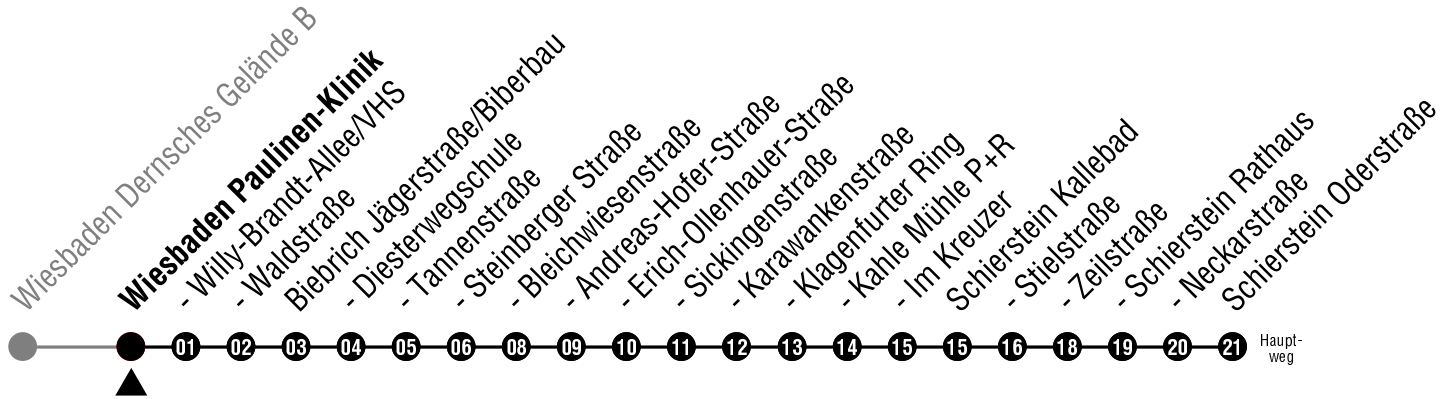 Wiesbaden Dernsches Gelände B
Wiesbaden Paulinen-Klinik
- Willy-Brandt-Allee/VHS
- Waldstraße
Biebrich Jägerstraße/Biberbau
- Diesterwegschule
- Tannenstraße
- Steinberger Straße
- Bleichwiesenstraße
- Andreas-Hofer-Straße
- Erich-Ollenhauer-Straße
- Sickingenstraße
- Karawankenstraße
- Klagenfurter Ring
- Kahle Mühle P+R
- Im Kreuzer
Schierstein Kallebad
- Stielstraße
- Zeilstraße
- Schierstein Rathaus
- Neckarstraße
Schierstein Oderstraße
01 02 03 04 05 06 08 09 10 11 12 13 14 15 15 16 18 19 20 21
Haupt-
weg